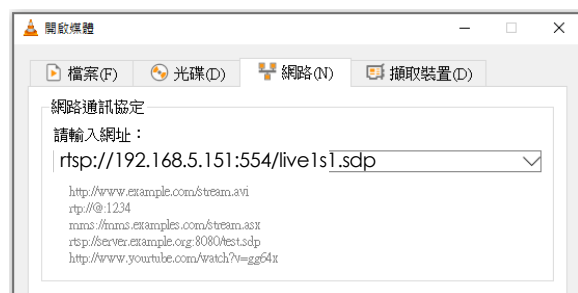 開啟媒體
檔案(F) 光碟(D) 網路(N) 擷取裝置(D)
網路通訊協定
請輸入網址：
rtsp://192.168.5.151:554/live1s1.sdp
http://www.example.com/stream.avi
rtp://@:1234
mms://mms.examples.com/stream.asx
rtsp://server.example.org:8080/test.sdp
http://www.yourtube.com/watch?v=gg64x